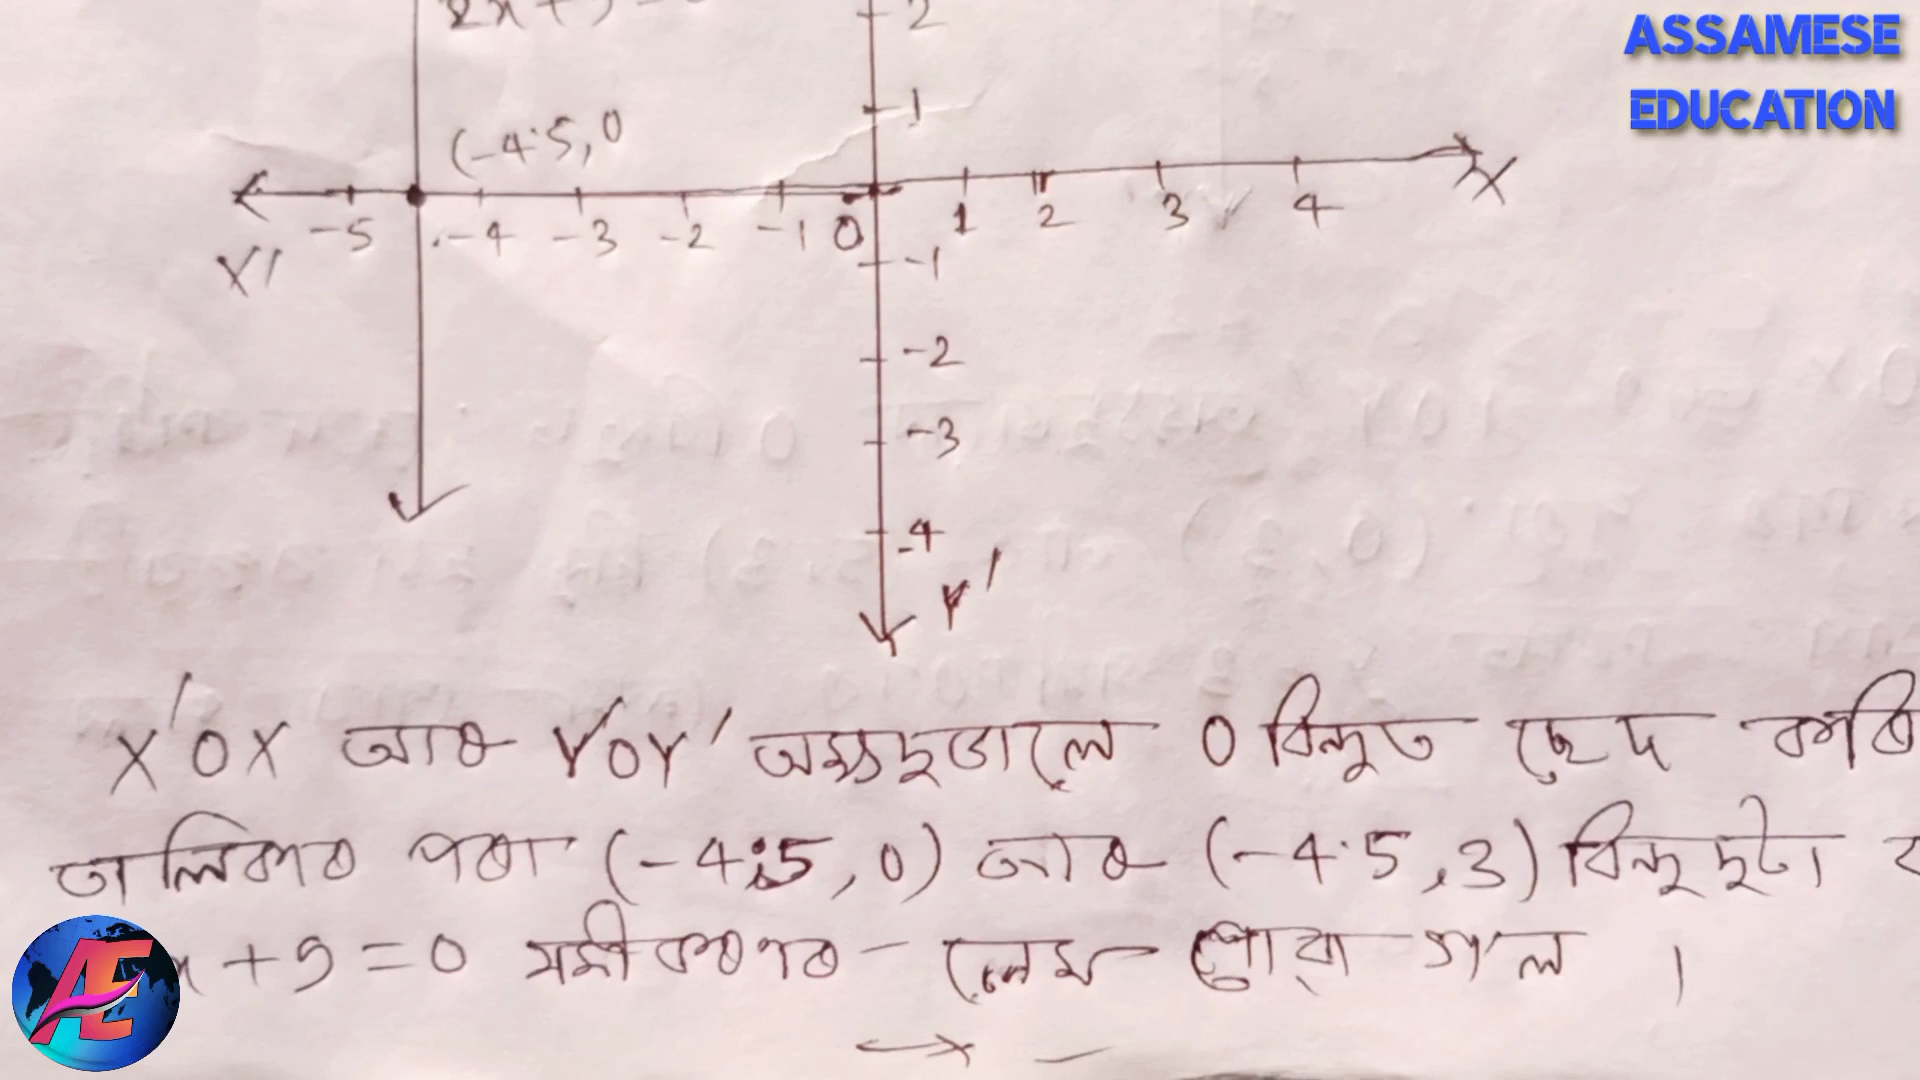 ASSAMESE
EDUCATION
2
1
(-4.5, 0
-5 -4 -3 -2 -1 0 1 2 3 4 X
X'
-1
-2
-3
-4
Y'
X'OX আৰু YOY' অক্ষদুডালে O বিন্দুত ছেদ কৰি
তালিকাৰ পৰা (-4.5, 0) আৰু (-4.5, 3) বিন্দু দুটা
x + 9 = 0 সমীকৰণৰ লেখ পোৱা গ'ল ।